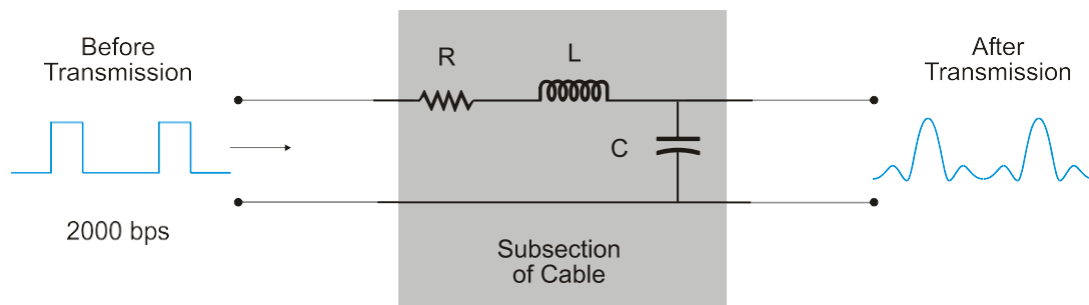 Before
Transmission
2000 bps
R
L
C
Subsection
of Cable
After
Transmission